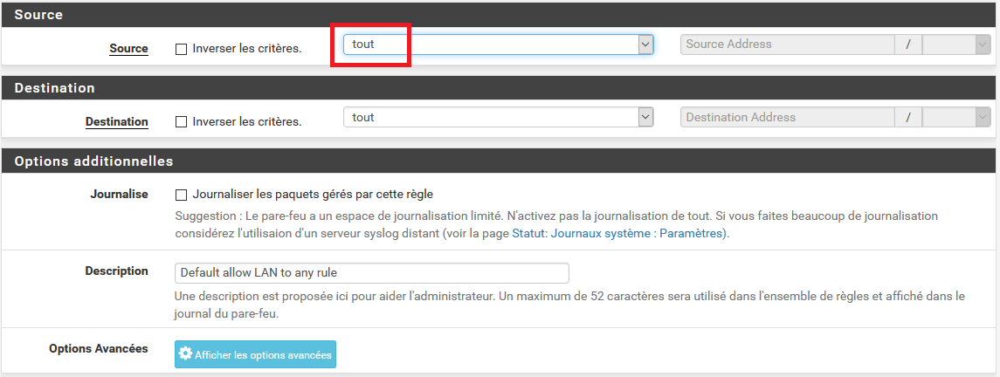 Source
Source Inverser les critères. tout Source Address /
Destination
Destination Inverser les critères. tout Destination Address /
Options additionnelles
Journalise Journaliser les paquets gérés par cette règle
Suggestion : Le pare-feu a un espace de journalisation limité. N'activez pas la journalisation de tout. Si vous faites beaucoup de journalisation
considérez l'utilisaion d'un serveur syslog distant (voir la page Statut: Journaux système : Paramètres).
Description Default allow LAN to any rule
Une description est proposée ici pour aider l'administrateur. Un maximum de 52 caractères sera utilisé dans l'ensemble de règles et affiché dans le
journal du pare-feu.
Options Avancées Afficher les options avancées